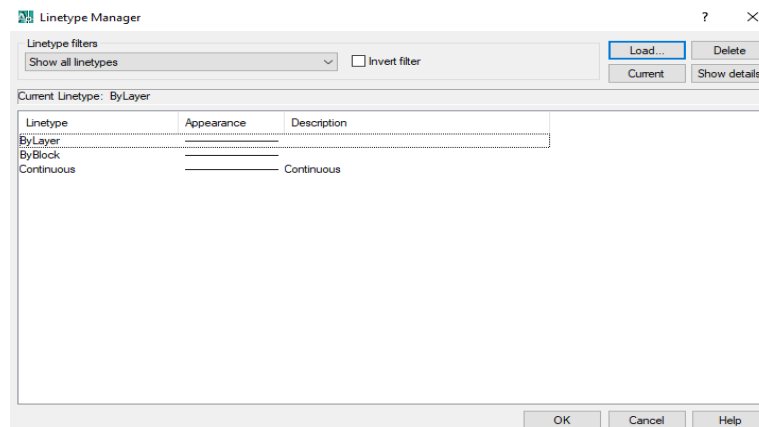 Linetype Manager
Linetype filters
Show all linetypes
Invert filter
Load...
Delete
Current
Show details
Current Linetype: ByLayer
Linetype Appearance Description
ByLayer
ByBlock
Continuous Continuous
OK Cancel Help